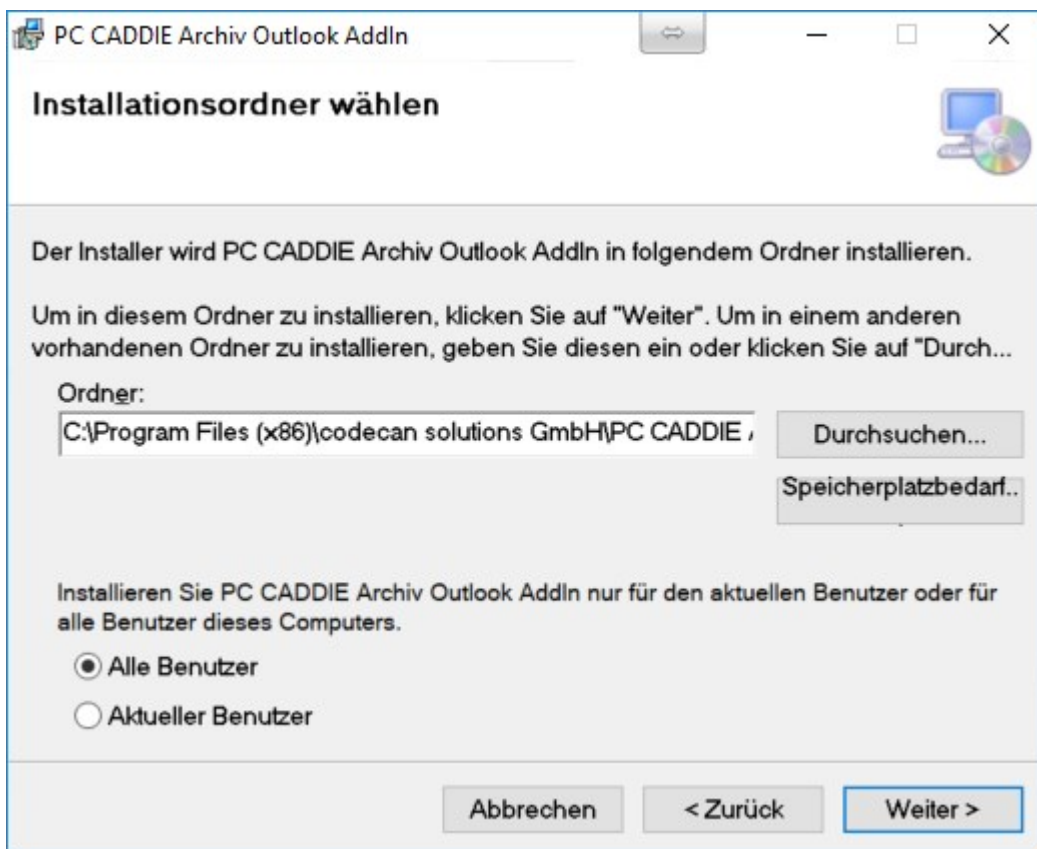 PC CADDIE Archiv Outlook AddIn
Installationsordner wählen
Der Installer wird PC CADDIE Archiv Outlook AddIn in folgendem Ordner installieren.
Um in diesem Ordner zu installieren, klicken Sie auf "Weiter". Um in einem anderen
vorhandenen Ordner zu installieren, geben Sie diesen ein oder klicken Sie auf "Durch...
Ordner:
C:\Program Files (x86)\codecan solutions GmbH\PC CADDIE
Durchsuchen...
Speicherplatzbedarf...
Installieren Sie PC CADDIE Archiv Outlook AddIn nur für den aktuellen Benutzer oder für
alle Benutzer dieses Computers.
Alle Benutzer
Aktueller Benutzer
Abbrechen
< Zurück
Weiter >